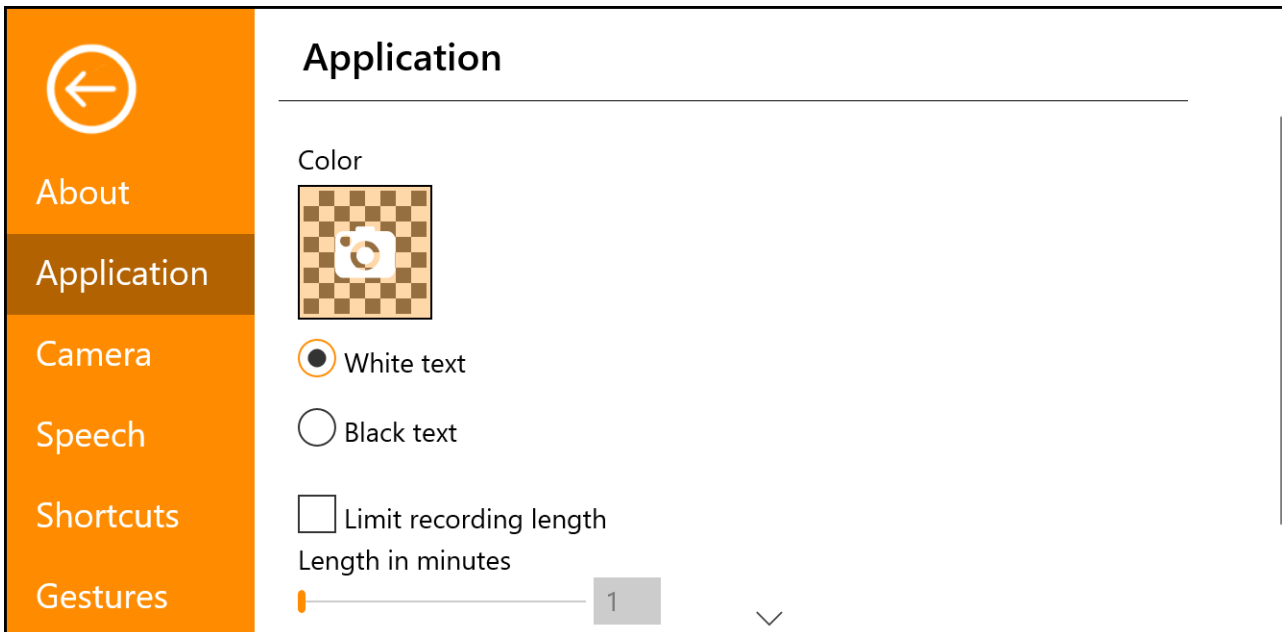 Application
About
Application
Camera
Speech
Shortcuts
Gestures
Color
White text
Black text
Limit recording length
Length in minutes
1